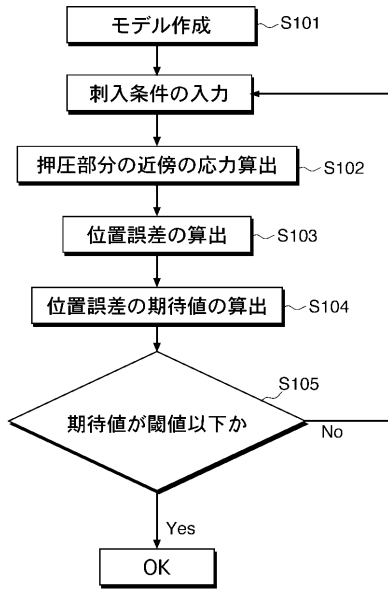 モデル作成 S101
刺入条件の入力
押圧部分の近傍の応力算出 S102
位置誤差の算出 S103
位置誤差の期待値の算出 S104
S105
期待値が閾値以下か
No
Yes
OK